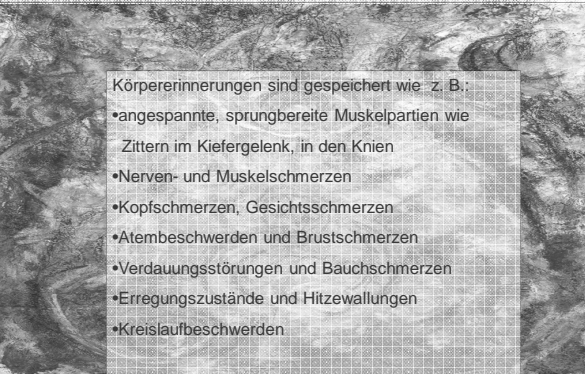 Körpererinnerungen sind gespeichert wie z. B.:
•angespannte, sprungbereite Muskelpartien wie
Zittern im Kiefergelenk, in den Knien
•Nerven- und Muskelschmerzen
•Kopfschmerzen, Gesichtsschmerzen
•Atembeschwerden und Brustschmerzen
•Verdauungsstörungen und Bauchschmerzen
•Erregungszustände und Hitzewallungen
•Kreislaufbeschwerden